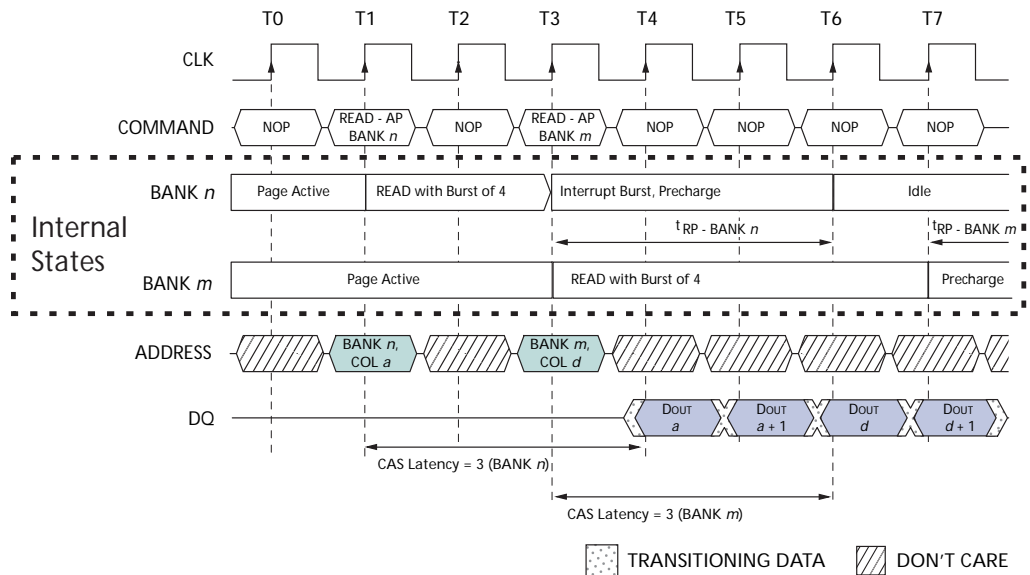 T0 T1 T2 T3 T4 T5 T6 T7
CLK
COMMAND
NOP
READ - AP
BANK n
NOP
READ - AP
BANK m
NOP
NOP
NOP
NOP
Internal
States
BANK n
Page Active
READ with Burst of 4
Interrupt Burst, Precharge
Idle
tRP - BANK n
tRP - BANK m
BANK m
Page Active
READ with Burst of 4
Precharge
ADDRESS
BANK n,
COL a
BANK m,
COL d
DQ
DOUT
a
DOUT
a + 1
DOUT
d
DOUT
d + 1
CAS Latency = 3 (BANK n)
CAS Latency = 3 (BANK m)
TRANSITIONING DATA
DON'T CARE